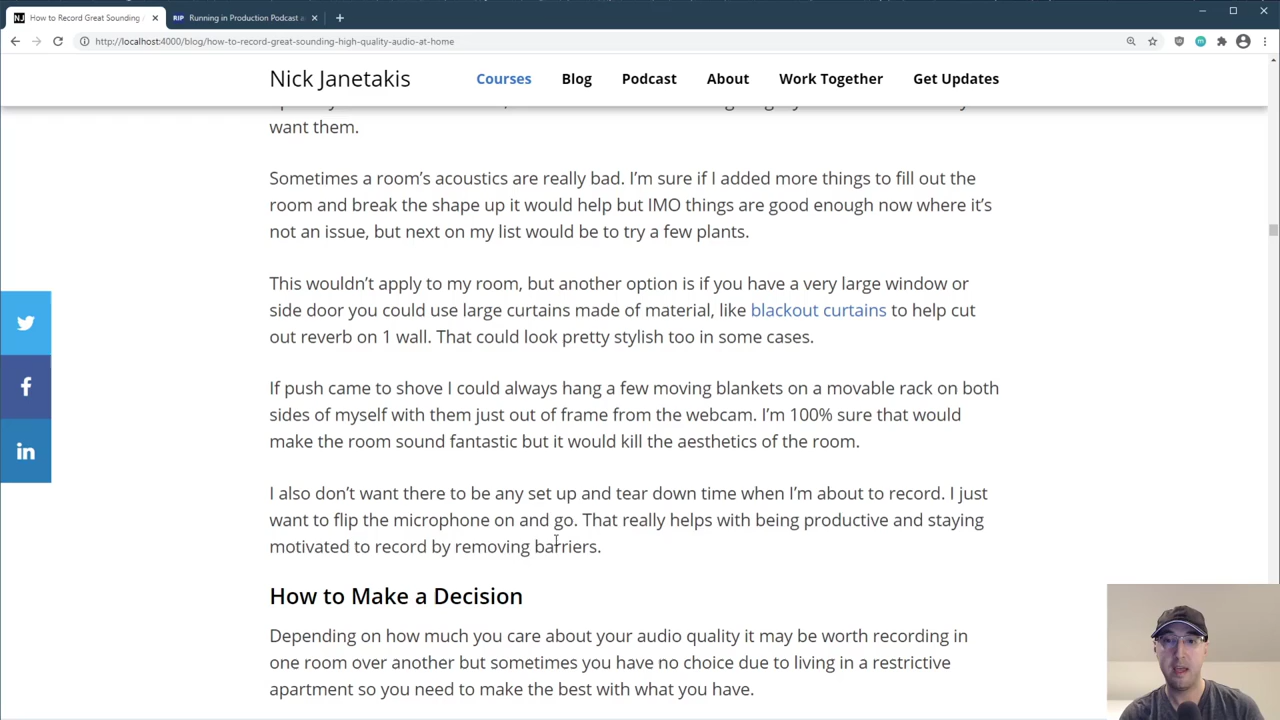 How to Record Great Sounding
RIP Running in Production Podcast
http://localhost:4000/blog/how-to-record-great-sounding-high-quality-audio-at-home
Nick Janetakis
Courses Blog Podcast About Work Together Get Updates
want them.
Sometimes a room's acoustics are really bad. I'm sure if I added more things to fill out the
room and break the shape up it would help but IMO things are good enough now where it's
not an issue, but next on my list would be to try a few plants.
This wouldn't apply to my room, but another option is if you have a very large window or
side door you could use large curtains made of material, like blackout curtains to help cut
out reverb on 1 wall. That could look pretty stylish too in some cases.
If push came to shove I could always hang a few moving blankets on a movable rack on both
sides of myself with them just out of frame from the webcam. I'm 100% sure that would
make the room sound fantastic but it would kill the aesthetics of the room.
I also don't want there to be any set up and tear down time when I'm about to record. I just
want to flip the microphone on and go. That really helps with being productive and staying
motivated to record by removing barriers.
How to Make a Decision
Depending on how much you care about your audio quality it may be worth recording in
one room over another but sometimes you have no choice due to living in a restrictive
apartment so you need to make the best with what you have.